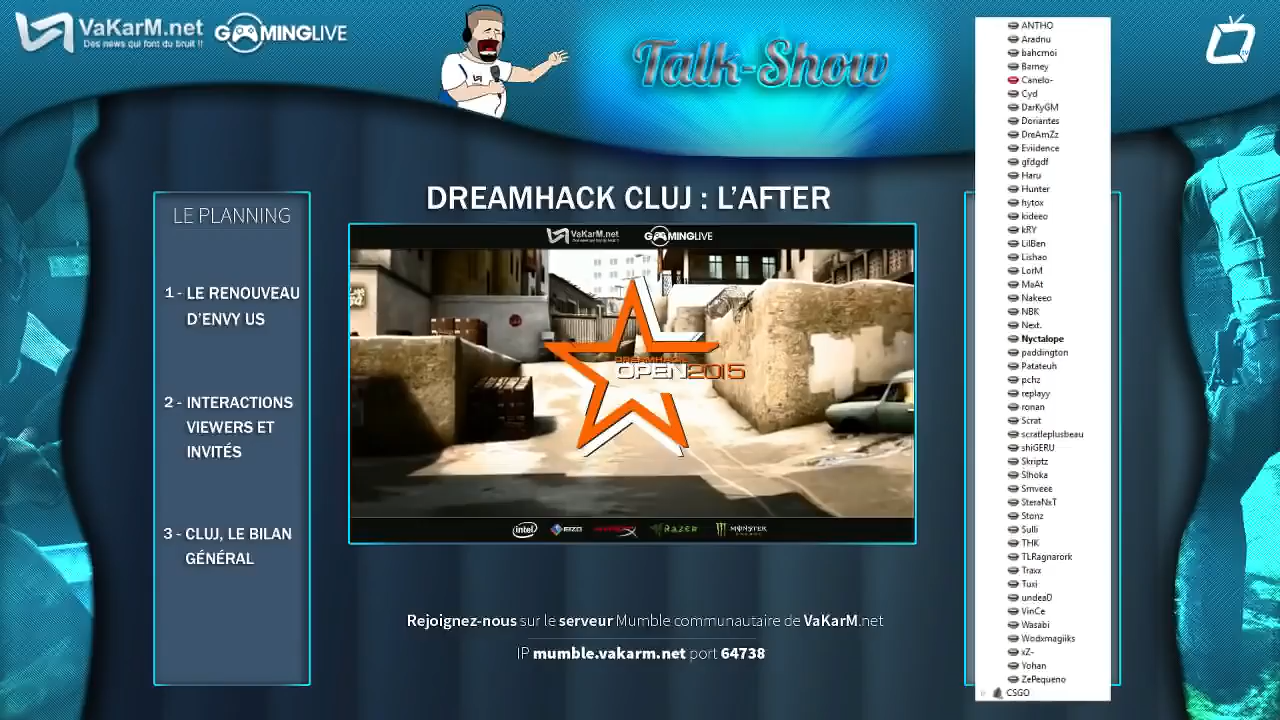 VaKarM.net
Des news qui font du bruit !!
GAMINGLIVE
Talk-Show
tv
LE PLANNING
1 - LE RENOUVEAU
D'ENVY US
2 - INTERACTIONS
VIEWERS ET
INVITÉS
3 - CLUJ, LE BILAN
GÉNÉRAL
DREAMHACK CLUJ : L'AFTER
VaKarM.net
GAMINGLIVE
DREAMHACK
OPEN2015
intel
EIZO
RAZER
MONSTER
ENERGY
Rejoignez-nous sur le server Mumble communautaire de VaKarM.net
IP mumble.vakarm.net port 64738
ANTHO
Aradnu
bahcmoi
Barney
Canelo-
Cyd
DarKyGM
Doriantes
DreAmZz
Eviidence
gfdgdf
Haru
Hunter
hytox
kideeo
kRY
LilBen
Lishao
LorM
MaAt
Nakeeo
NBK
Next.
Nyctalope
paddington
Patateuh
pchz
replayy
ronan
Scrat
scratleplusbeau
shiGERU
Skriptz
Slhoka
Smveee
SteraNxT
Stonz
Sulli
THK
TLRagnarork
Traxx
Tuxi
undeaD
VinCe
Wasabi
Wodxmagiiks
xZ-
Yohan
ZePequeno
CSGO